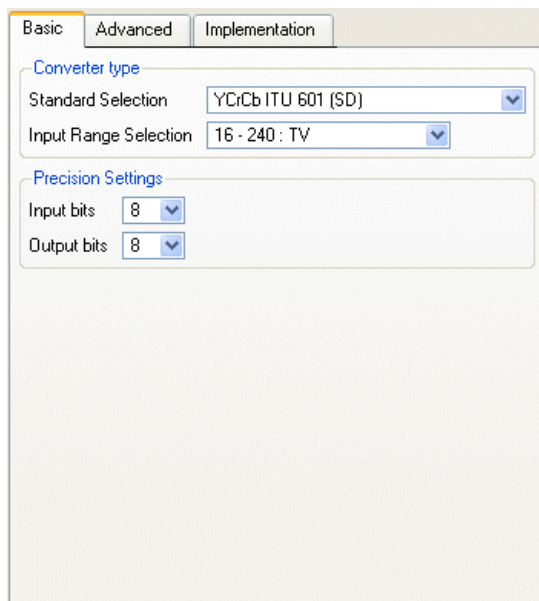 Basic Advanced Implementation
Converter type
Standard Selection YCrCb ITU 601 (SD)
Input Range Selection 16 - 240 : TV
Precision Settings
Input bits 8
Output bits 8